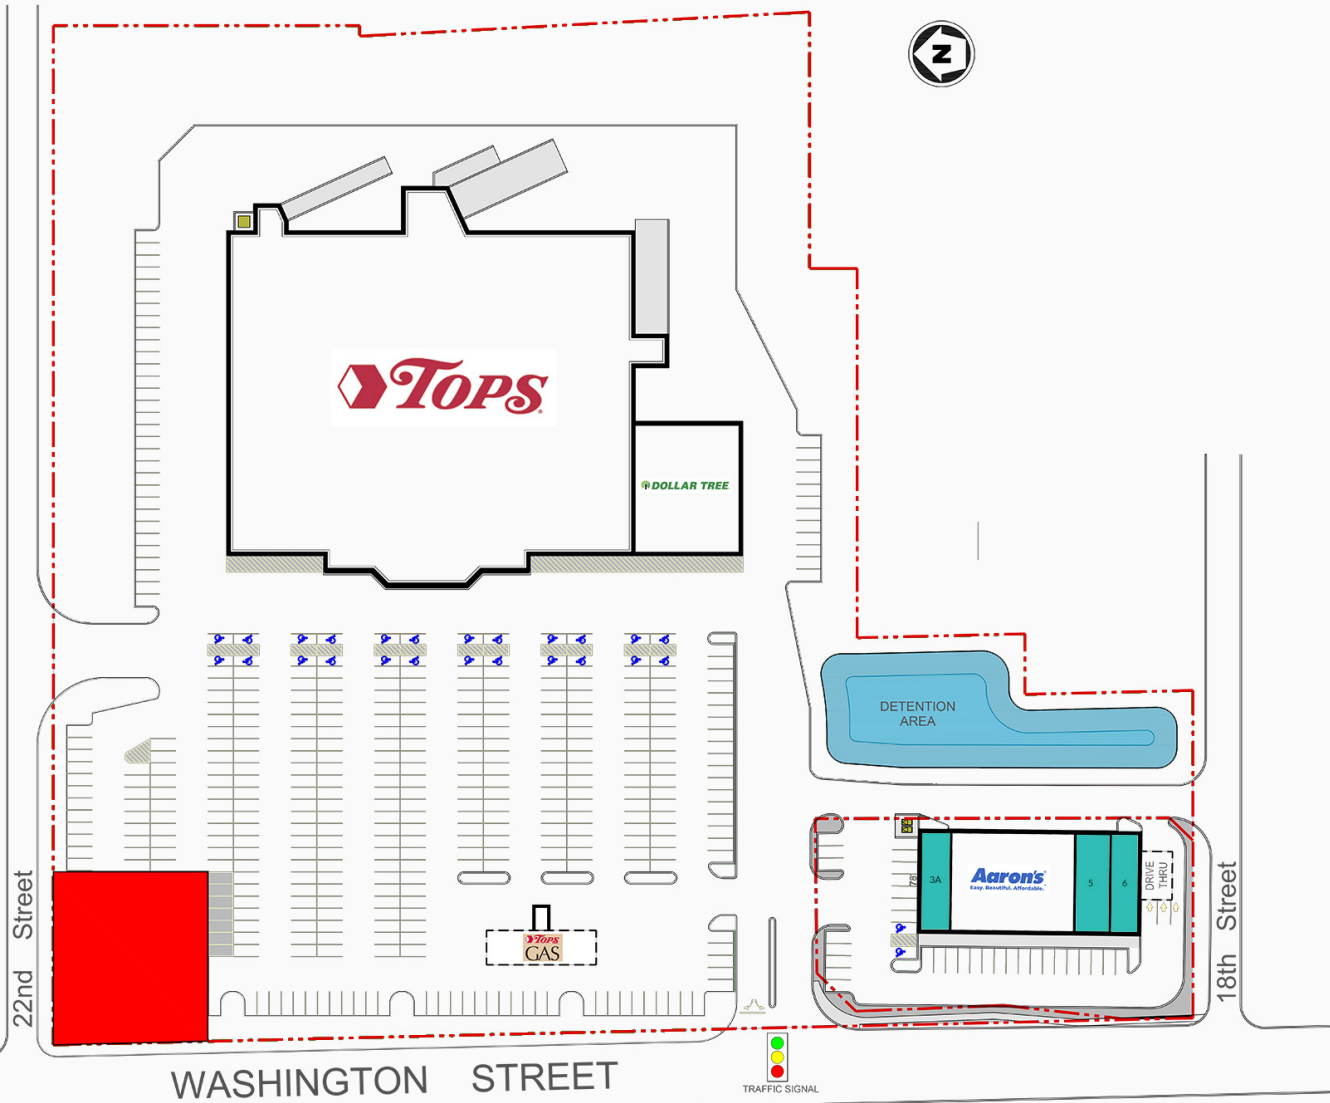 N
TOPS
DOLLAR TREE
DETENTION
AREA
78'
3A
Aaron's
Easy. Beautiful. Affordable.
5
6
DRIVE
THRU
TOPS
GAS
22nd Street
18th Street
WASHINGTON STREET
TRAFFIC SIGNAL